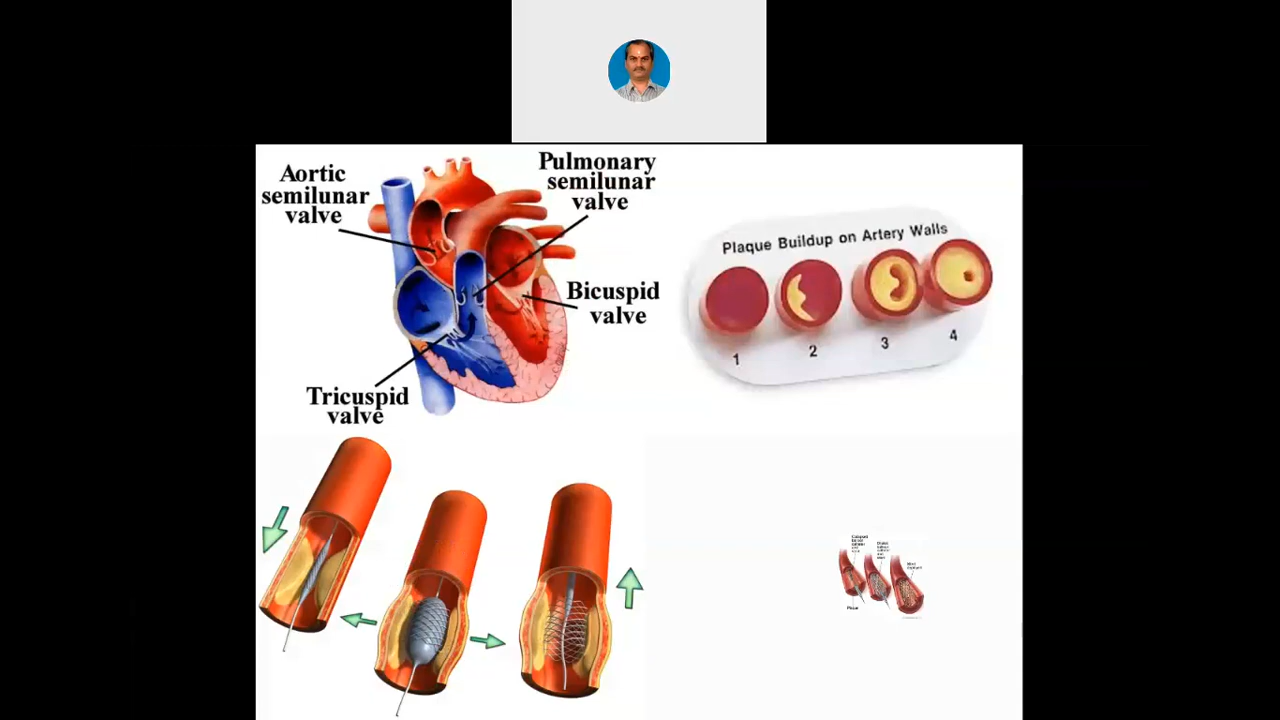 Aortic
semilunar
valve
Pulmonary
semilunar
valve
Bicuspid
valve
Tricuspid
valve
Plaque Buildup on Artery Walls
1
2
3
4
Plaque